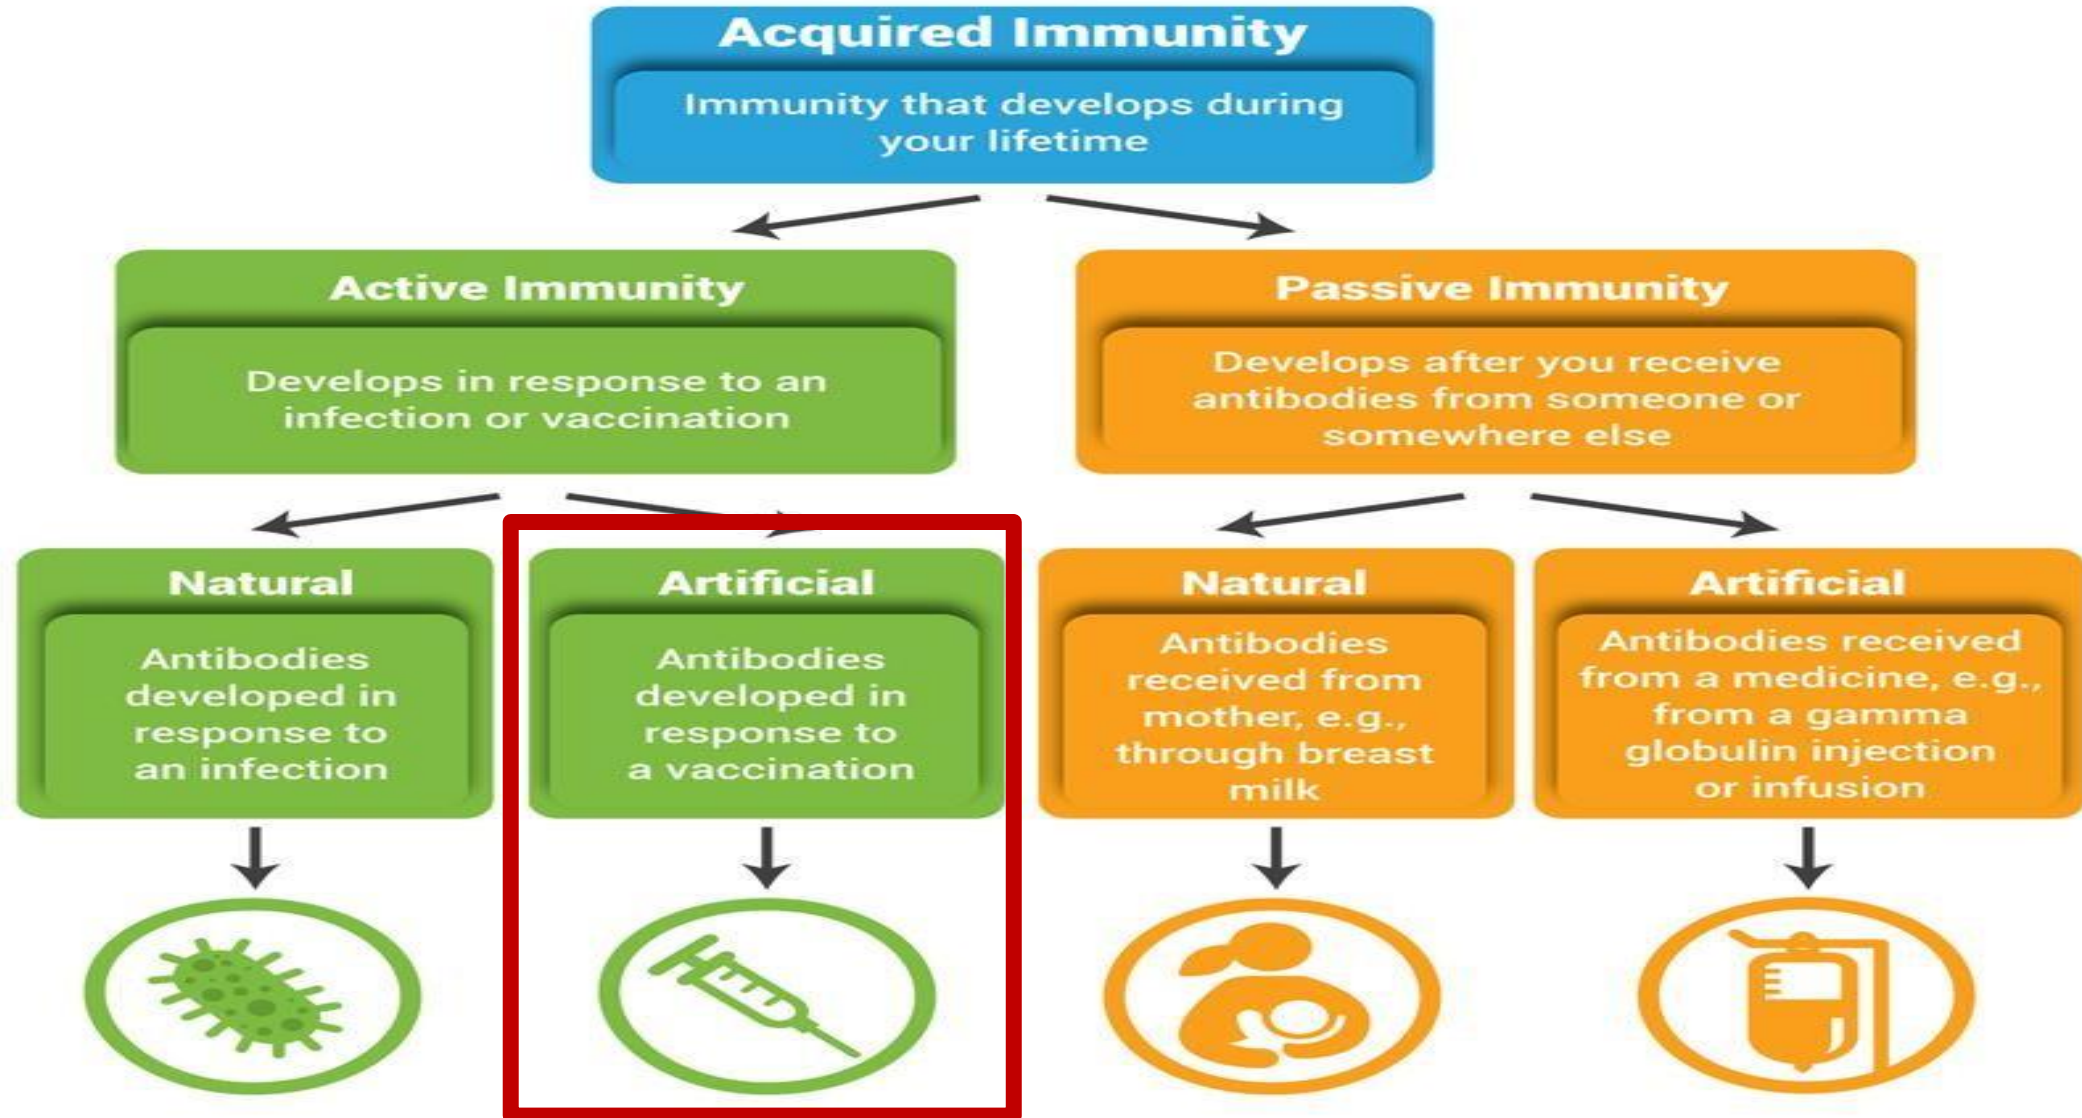 Acquired Immunity
Immunity that develops during
your lifetime
Active Immunity
Develops in response to an
infection or vaccination
Passive Immunity
Develops after you receive
antibodies from someone or
somewhere else
Natural
Antibodies
developed in
response to
an infection
Artificial
Antibodies
developed in
response to
a vaccination
Natural
Antibodies
received from
mother, e.g.,
through breast
milk
Artificial
Antibodies received
from a medicine, e.g.,
from a gamma
globulin injection
or infusion